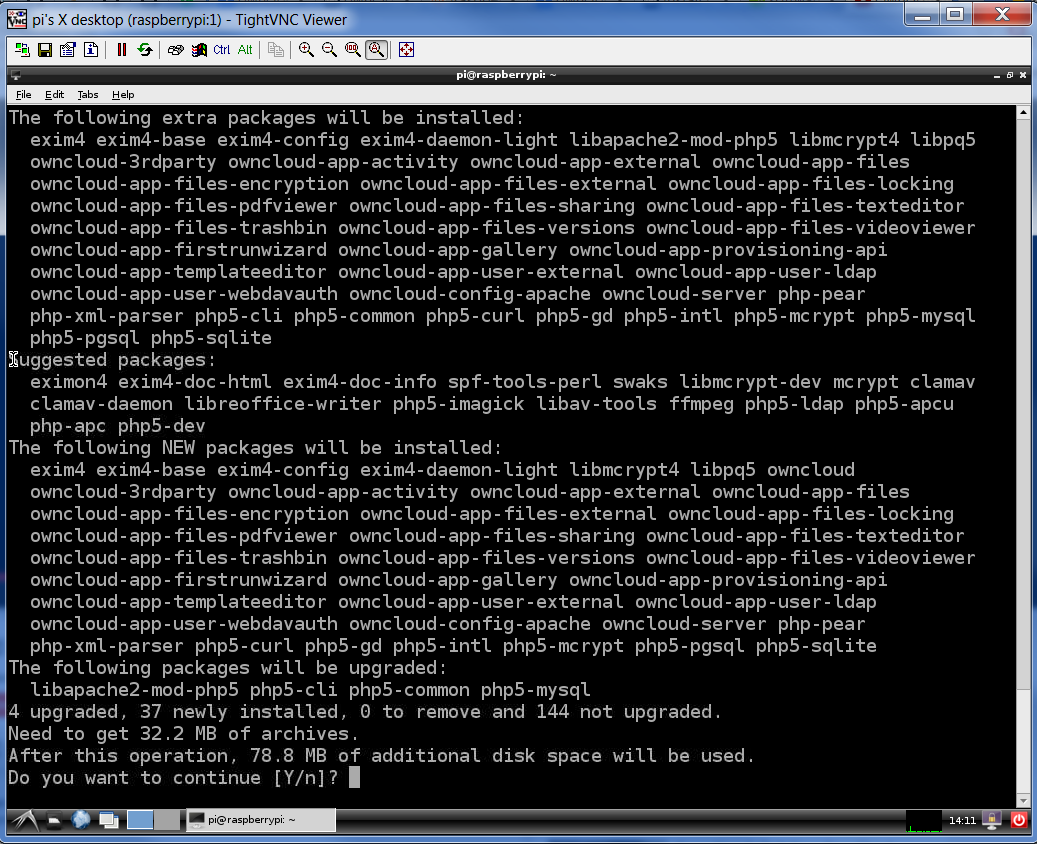 pi's X desktop (raspberrypi:1) - TightVNC Viewer
Ctrl Alt
pi@raspberrypi: ~
File Edit Tabs Help
The following extra packages will be installed:
exim4 exim4-base exim4-config exim4-daemon-light libapache2-mod-php5 libmcrypt4 libpq5
owncloud-3rdparty owncloud-app-activity owncloud-app-external owncloud-app-files
owncloud-app-files-encryption owncloud-app-files-external owncloud-app-files-locking
owncloud-app-files-pdfviewer owncloud-app-files-sharing owncloud-app-files-texteditor
owncloud-app-files-trashbin owncloud-app-files-versions owncloud-app-files-videoviewer
owncloud-app-firstrunwizard owncloud-app-gallery owncloud-app-provisioning-api
owncloud-app-templateeditor owncloud-app-user-external owncloud-app-user-ldap
owncloud-app-user-webdavauth owncloud-config-apache owncloud-server php-pear
php-xml-parser php5-cli php5-common php5-curl php5-gd php5-intl php5-mcrypt php5-mysql
php5-pgsql php5-sqlite
Suggested packages:
eximon4 exim4-doc-html exim4-doc-info spf-tools-perl swaks libmcrypt-dev mcrypt clamav
clamav-daemon libreoffice-writer php5-imagick libav-tools ffmpeg php5-ldap php5-apcu
php-apc php5-dev
The following NEW packages will be installed:
exim4 exim4-base exim4-config exim4-daemon-light libmcrypt4 libpq5 owncloud
owncloud-3rdparty owncloud-app-activity owncloud-app-external owncloud-app-files
owncloud-app-files-encryption owncloud-app-files-external owncloud-app-files-locking
owncloud-app-files-pdfviewer owncloud-app-files-sharing owncloud-app-files-texteditor
owncloud-app-files-trashbin owncloud-app-files-versions owncloud-app-files-videoviewer
owncloud-app-firstrunwizard owncloud-app-gallery owncloud-app-provisioning-api
owncloud-app-templateeditor owncloud-app-user-external owncloud-app-user-ldap
owncloud-app-user-webdavauth owncloud-config-apache owncloud-server php-pear
php-xml-parser php5-curl php5-gd php5-intl php5-mcrypt php5-pgsql php5-sqlite
The following packages will be upgraded:
libapache2-mod-php5 php5-cli php5-common php5-mysql
4 upgraded, 37 newly installed, 0 to remove and 144 not upgraded.
Need to get 32.2 MB of archives.
After this operation, 78.8 MB of additional disk space will be used.
Do you want to continue [Y/n]?
pi@raspberrypi: ~
14:11